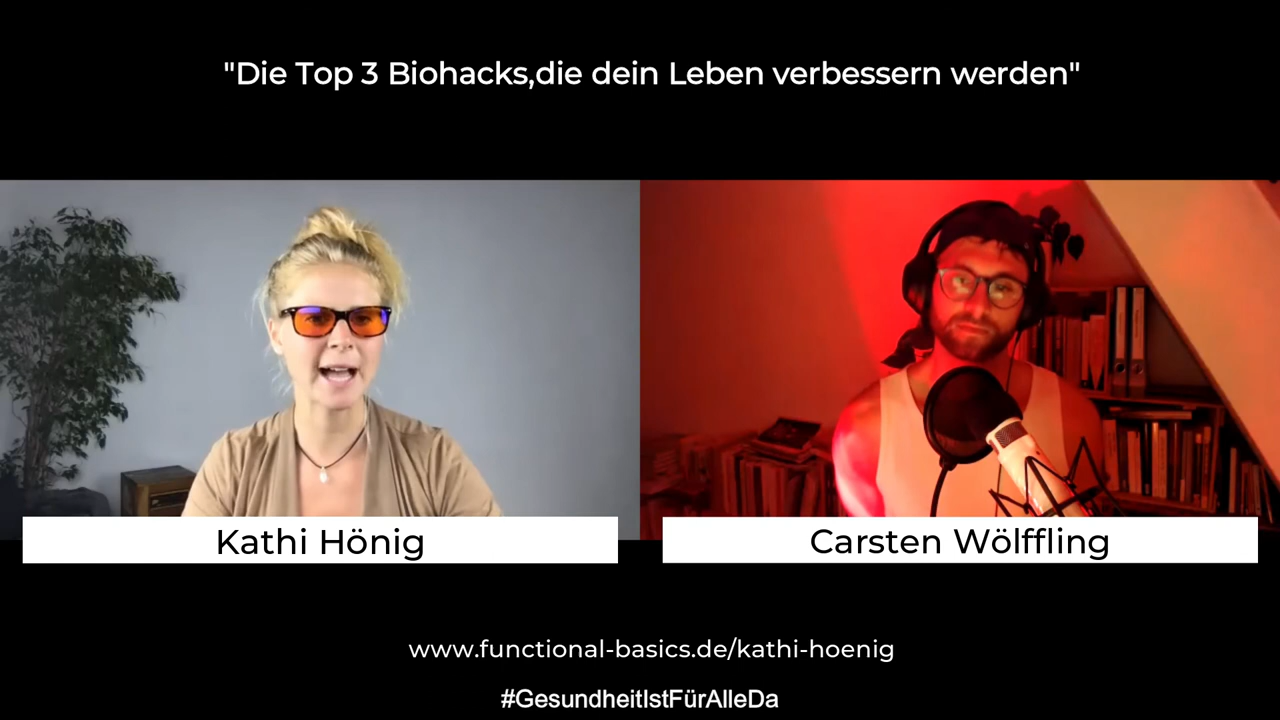 "Die Top 3 Biohacks,die dein Leben verbessern werden"
Kathi Hönig
Carsten Wölffling
www.functional-basics.de/kathi-hoenig
#GesundheitIstFürAlleDa